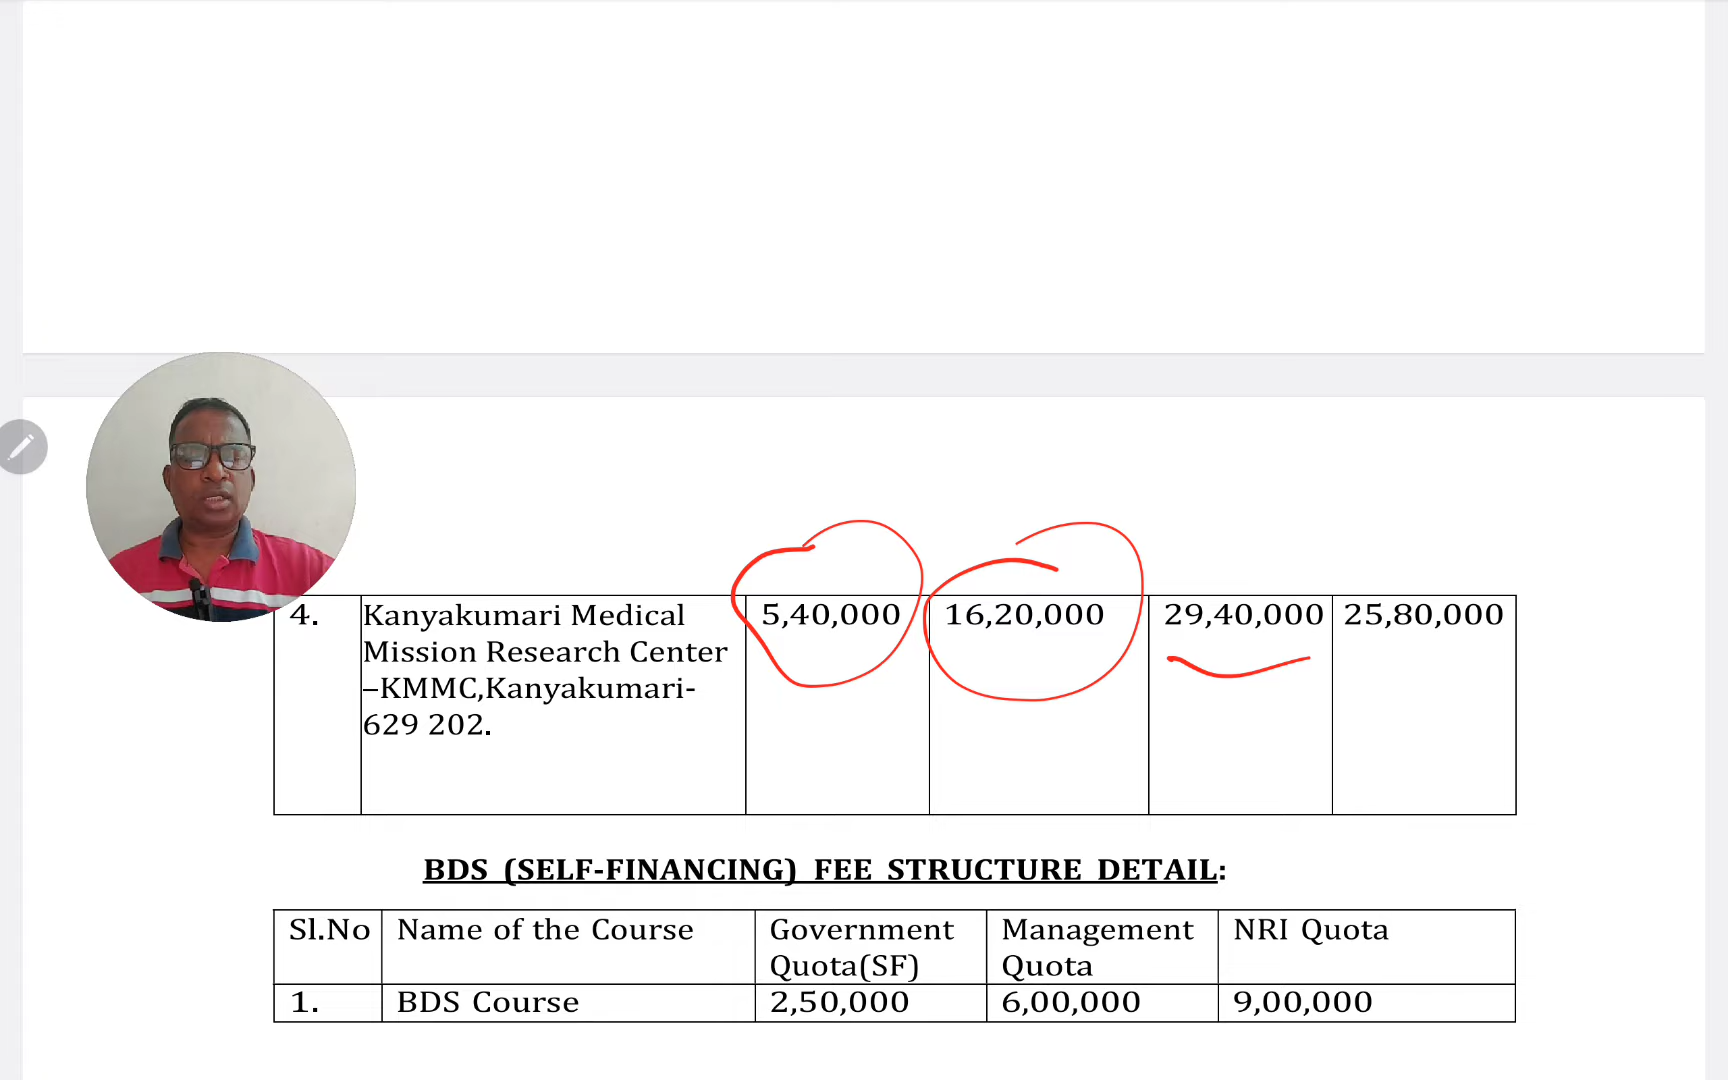 4. Kanyakumari Medical 5,40,000 16,20,000 29,40,000 25,80,000
Mission Research Center
–KMMC,Kanyakumari-
629 202.
BDS (SELF-FINANCING) FEE STRUCTURE DETAIL:
Sl.No Name of the Course Government Management NRI Quota
Quota(SF) Quota
1. BDS Course 2,50,000 6,00,000 9,00,000